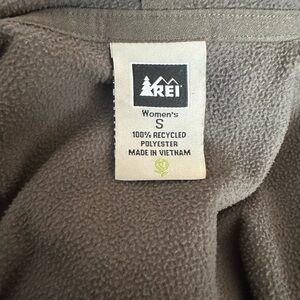 REI
Women's
S
100% RECYCLED
POLYESTER
MADE IN VIETNAM